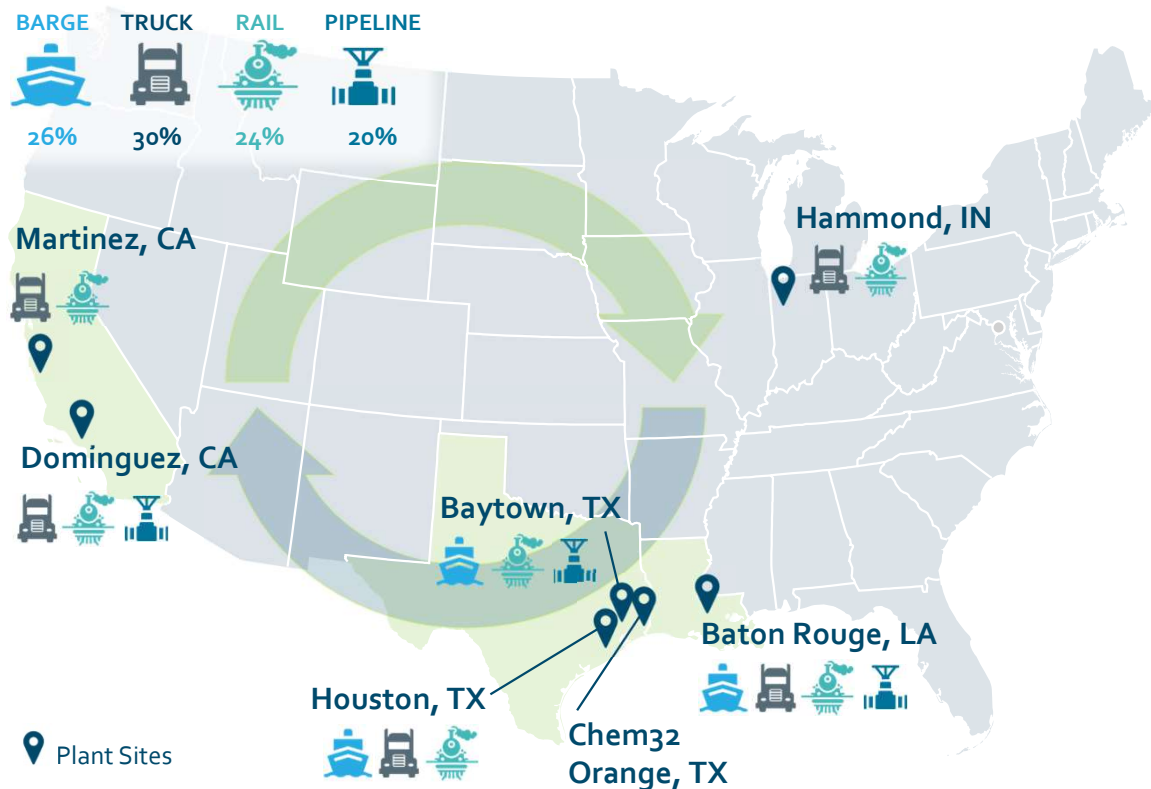 BARGE TRUCK RAIL PIPELINE
26% 30% 24% 20%
Martinez, CA
Hammond, IN
Dominguez, CA
Baytown, TX
Baton Rouge, LA
Houston, TX
Chem32
Orange, TX
Plant Sites